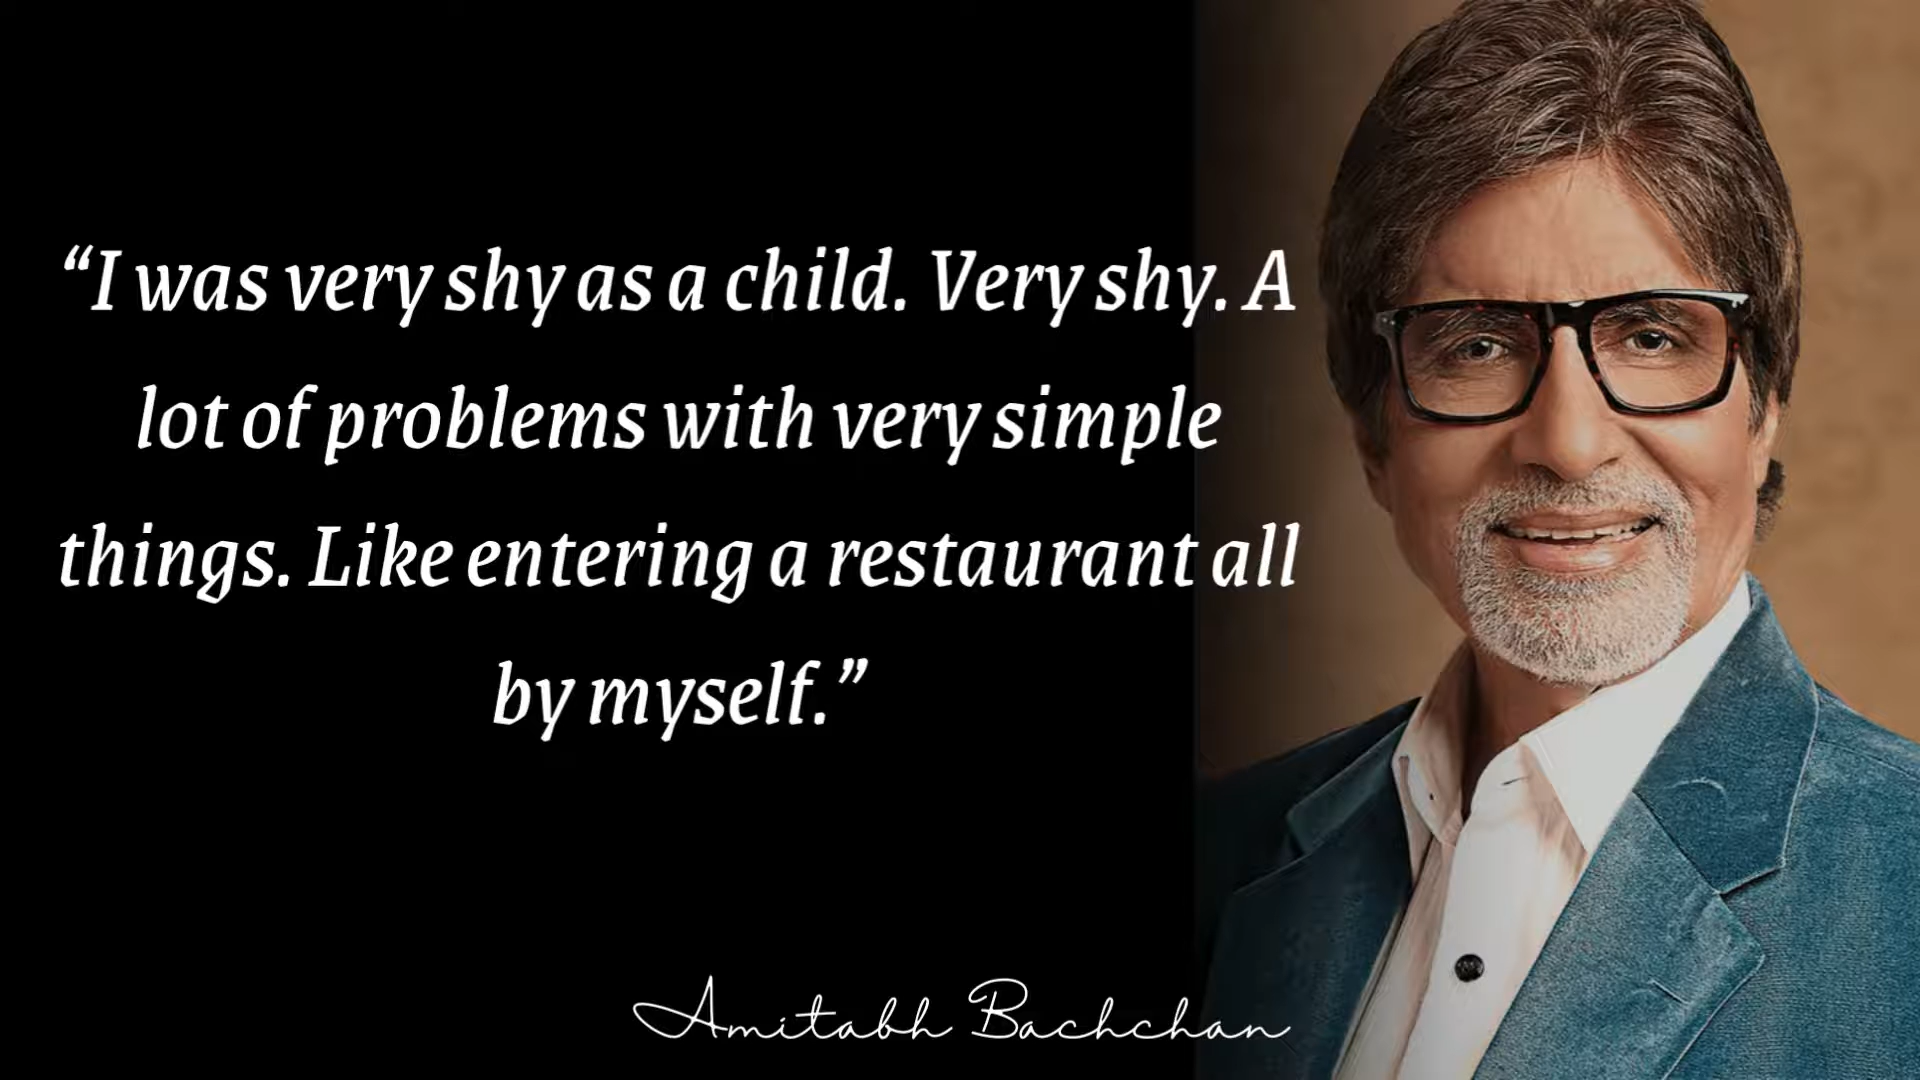 “I was very shy as a child. Very shy. A
lot of problems with very simple
things. Like entering a restaurant all
by myself.”
Amitabh Bachchan